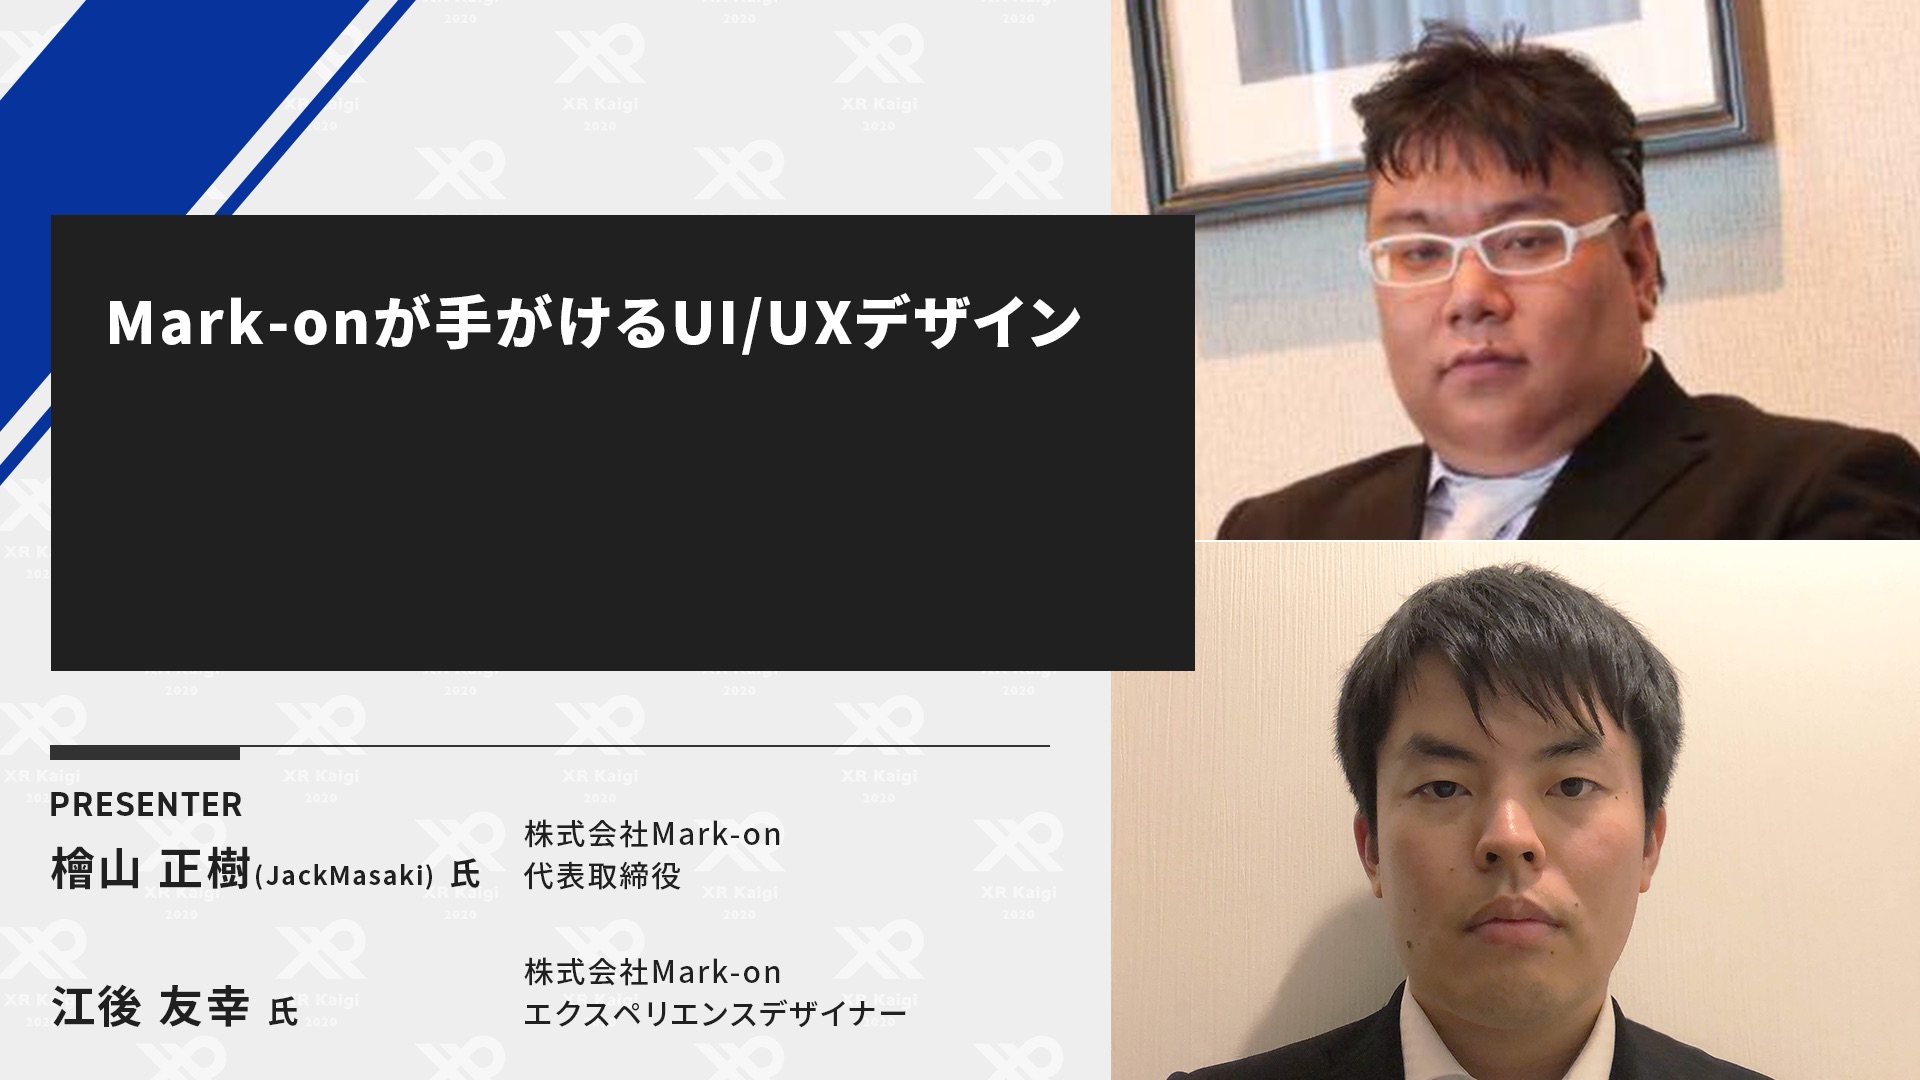 Mark-onが手がけるUI/UXデザイン
PRESENTER
檜山 正樹(JackMasaki) 氏
株式会社Mark-on
代表取締役
江後 友幸 氏
株式会社Mark-on
エクスペリエンスデザイナー
XR Kaigi
2020